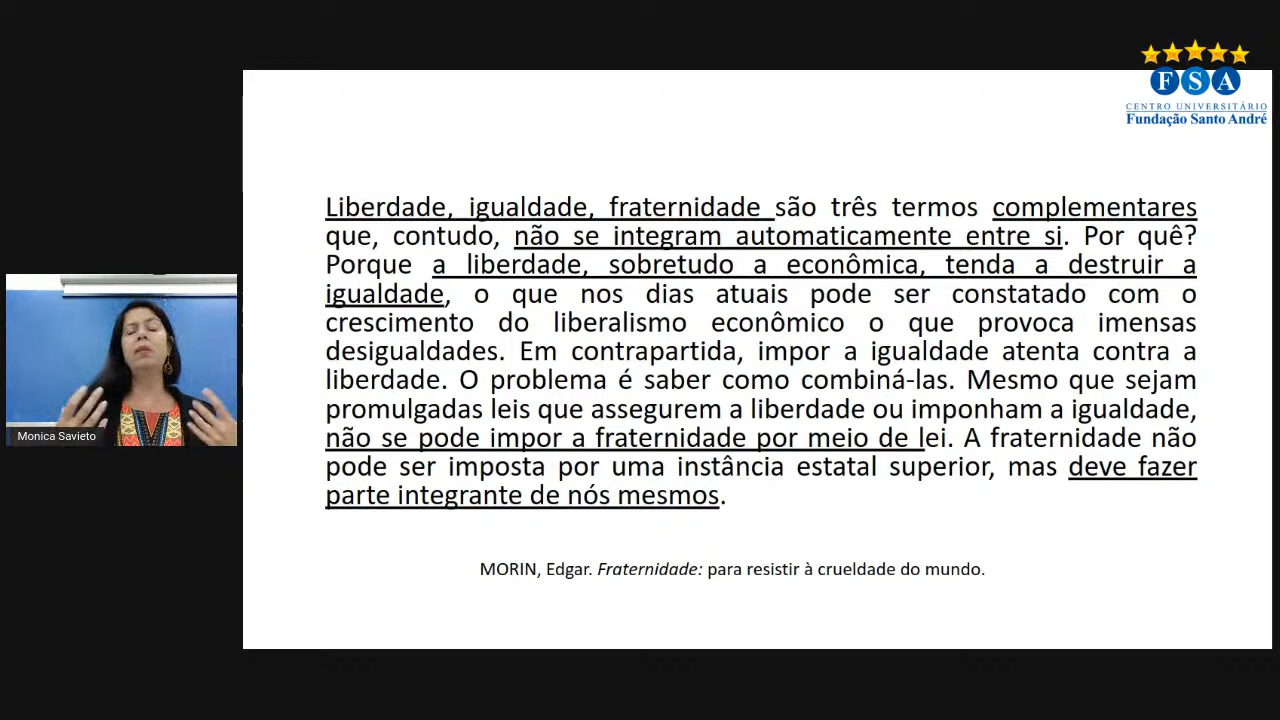 FSA
CENTRO UNIVERSITÁRIO
Fundação Santo André
Liberdade, igualdade, fraternidade são três termos complementares
que, contudo, não se integram automaticamente entre si. Por quê?
Porque a liberdade, sobretudo a econômica, tenda a destruir a
igualdade, o que nos dias atuais pode ser constatado com o
crescimento do liberalismo econômico o que provoca imensas
desigualdades. Em contrapartida, impor a igualdade atenta contra a
liberdade. O problema é saber como combiná-las. Mesmo que sejam
promulgadas leis que assegurem a liberdade ou imponham a igualdade,
não se pode impor a fraternidade por meio de lei. A fraternidade não
pode ser imposta por uma instância estatal superior, mas deve fazer
parte integrante de nós mesmos.
MORIN, Edgar. Fraternidade: para resistir à crueldade do mundo.
Monica Savieto